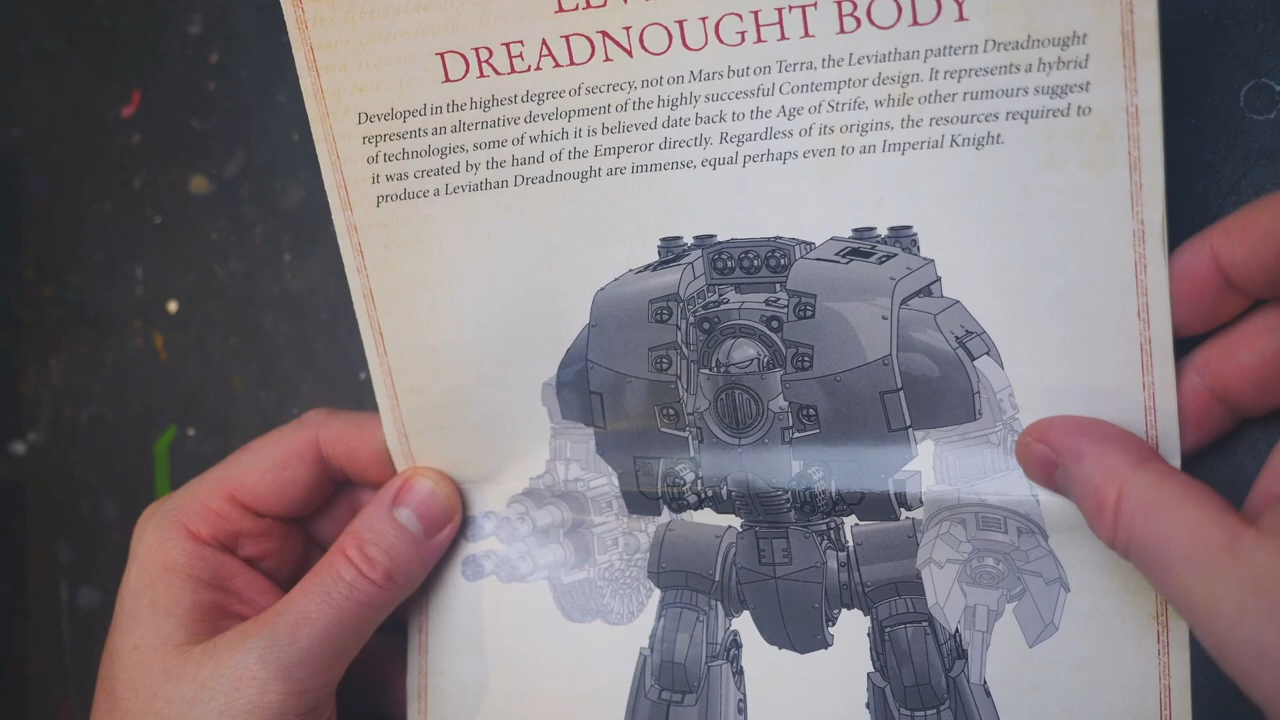 DREADNOUGHT BODY
Developed in the highest degree of secrecy, not on Mars but on Terra, the Leviathan pattern Dreadnought
represents an alternative development of the highly successful Contemptor design. It represents a hybrid
of technologies, some of which it is believed date back to the Age of Strife, while other rumours suggest
it was created by the hand of the Emperor directly. Regardless of its origins, the resources required to
produce a Leviathan Dreadnought are immense, equal perhaps even to an Imperial Knight.